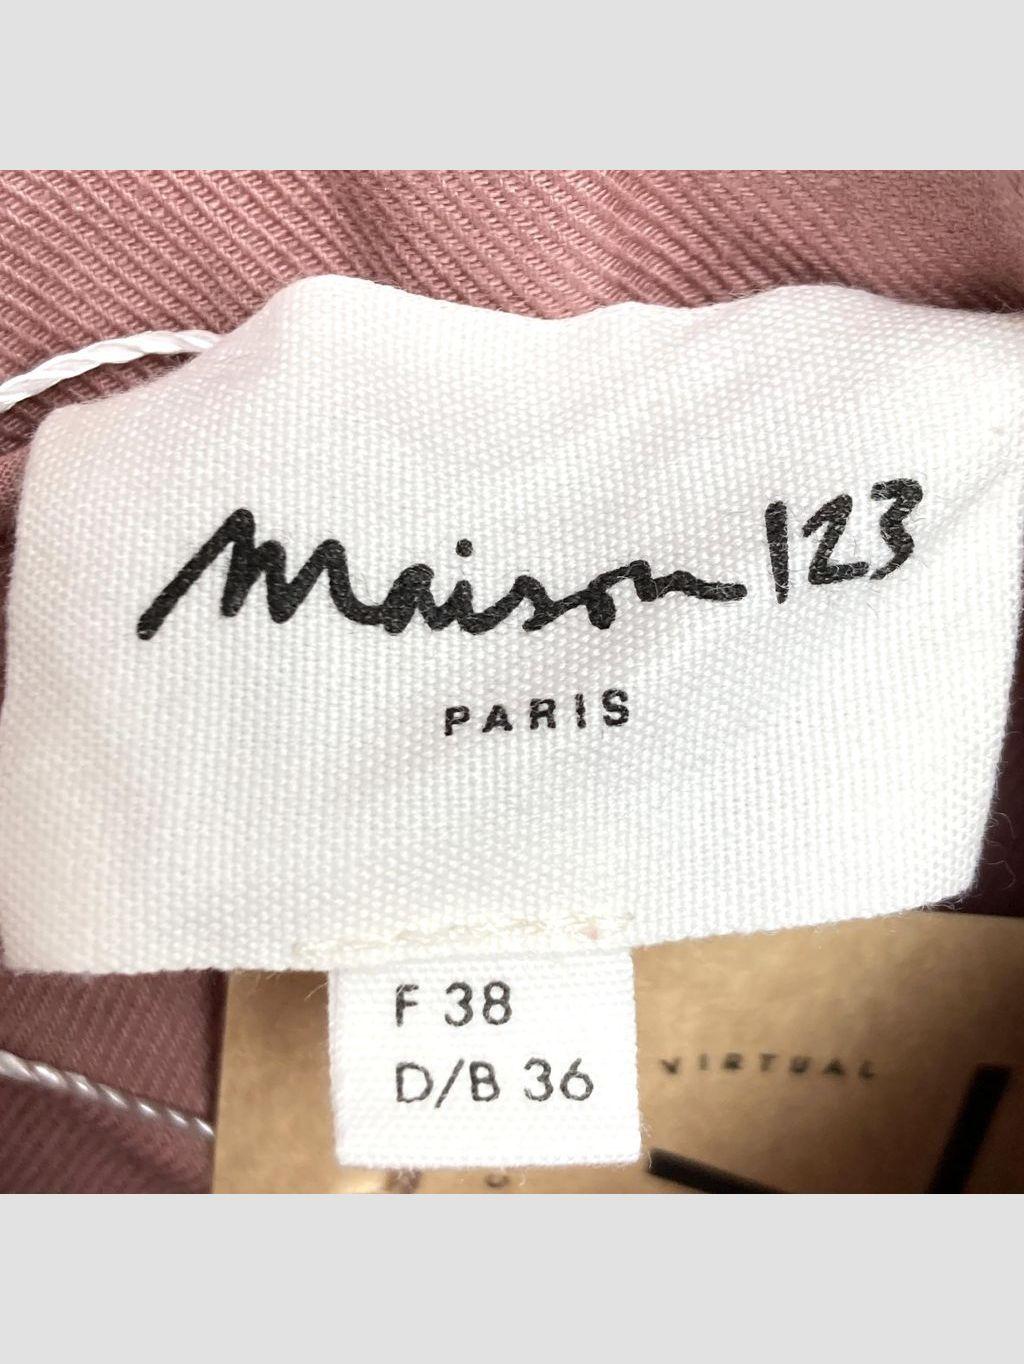 Maison 123
PARIS
F 38
D/B 36
VIRTUAL